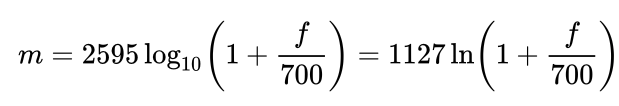 m = 2595 log₁₀ (1 + f/700) = 1127 ln(1 + f/700)